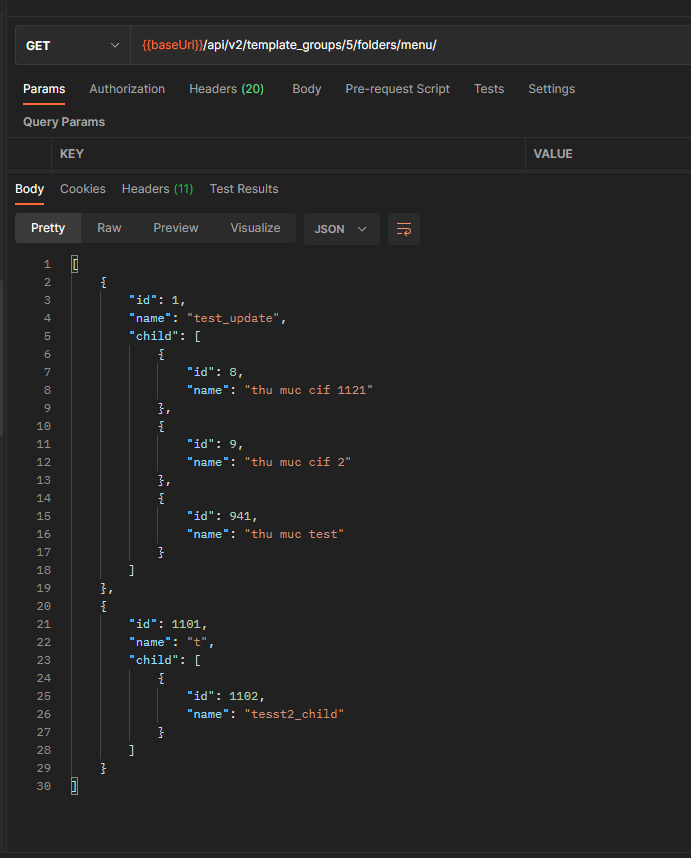 GET {{baseUrl}}/api/v2/template_groups/5/folders/menu/
Params Authorization Headers (20) Body Pre-request Script Tests Settings
Query Params
KEY VALUE
Body Cookies Headers (11) Test Results
Pretty Raw Preview Visualize JSON
1 [
2 {
3 "id": 1,
4 "name": "test_update",
5 "child": [
6 {
7 "id": 8,
8 "name": "thu muc cif 1121"
9 },
10 {
11 "id": 9,
12 "name": "thu muc cif 2"
13 },
14 {
15 "id": 941,
16 "name": "thu muc test"
17 }
18 ]
19 },
20 {
21 "id": 1101,
22 "name": "t",
23 "child": [
24 {
25 "id": 1102,
26 "name": "tesst2_child"
27 }
28 ]
29 }
30 ]